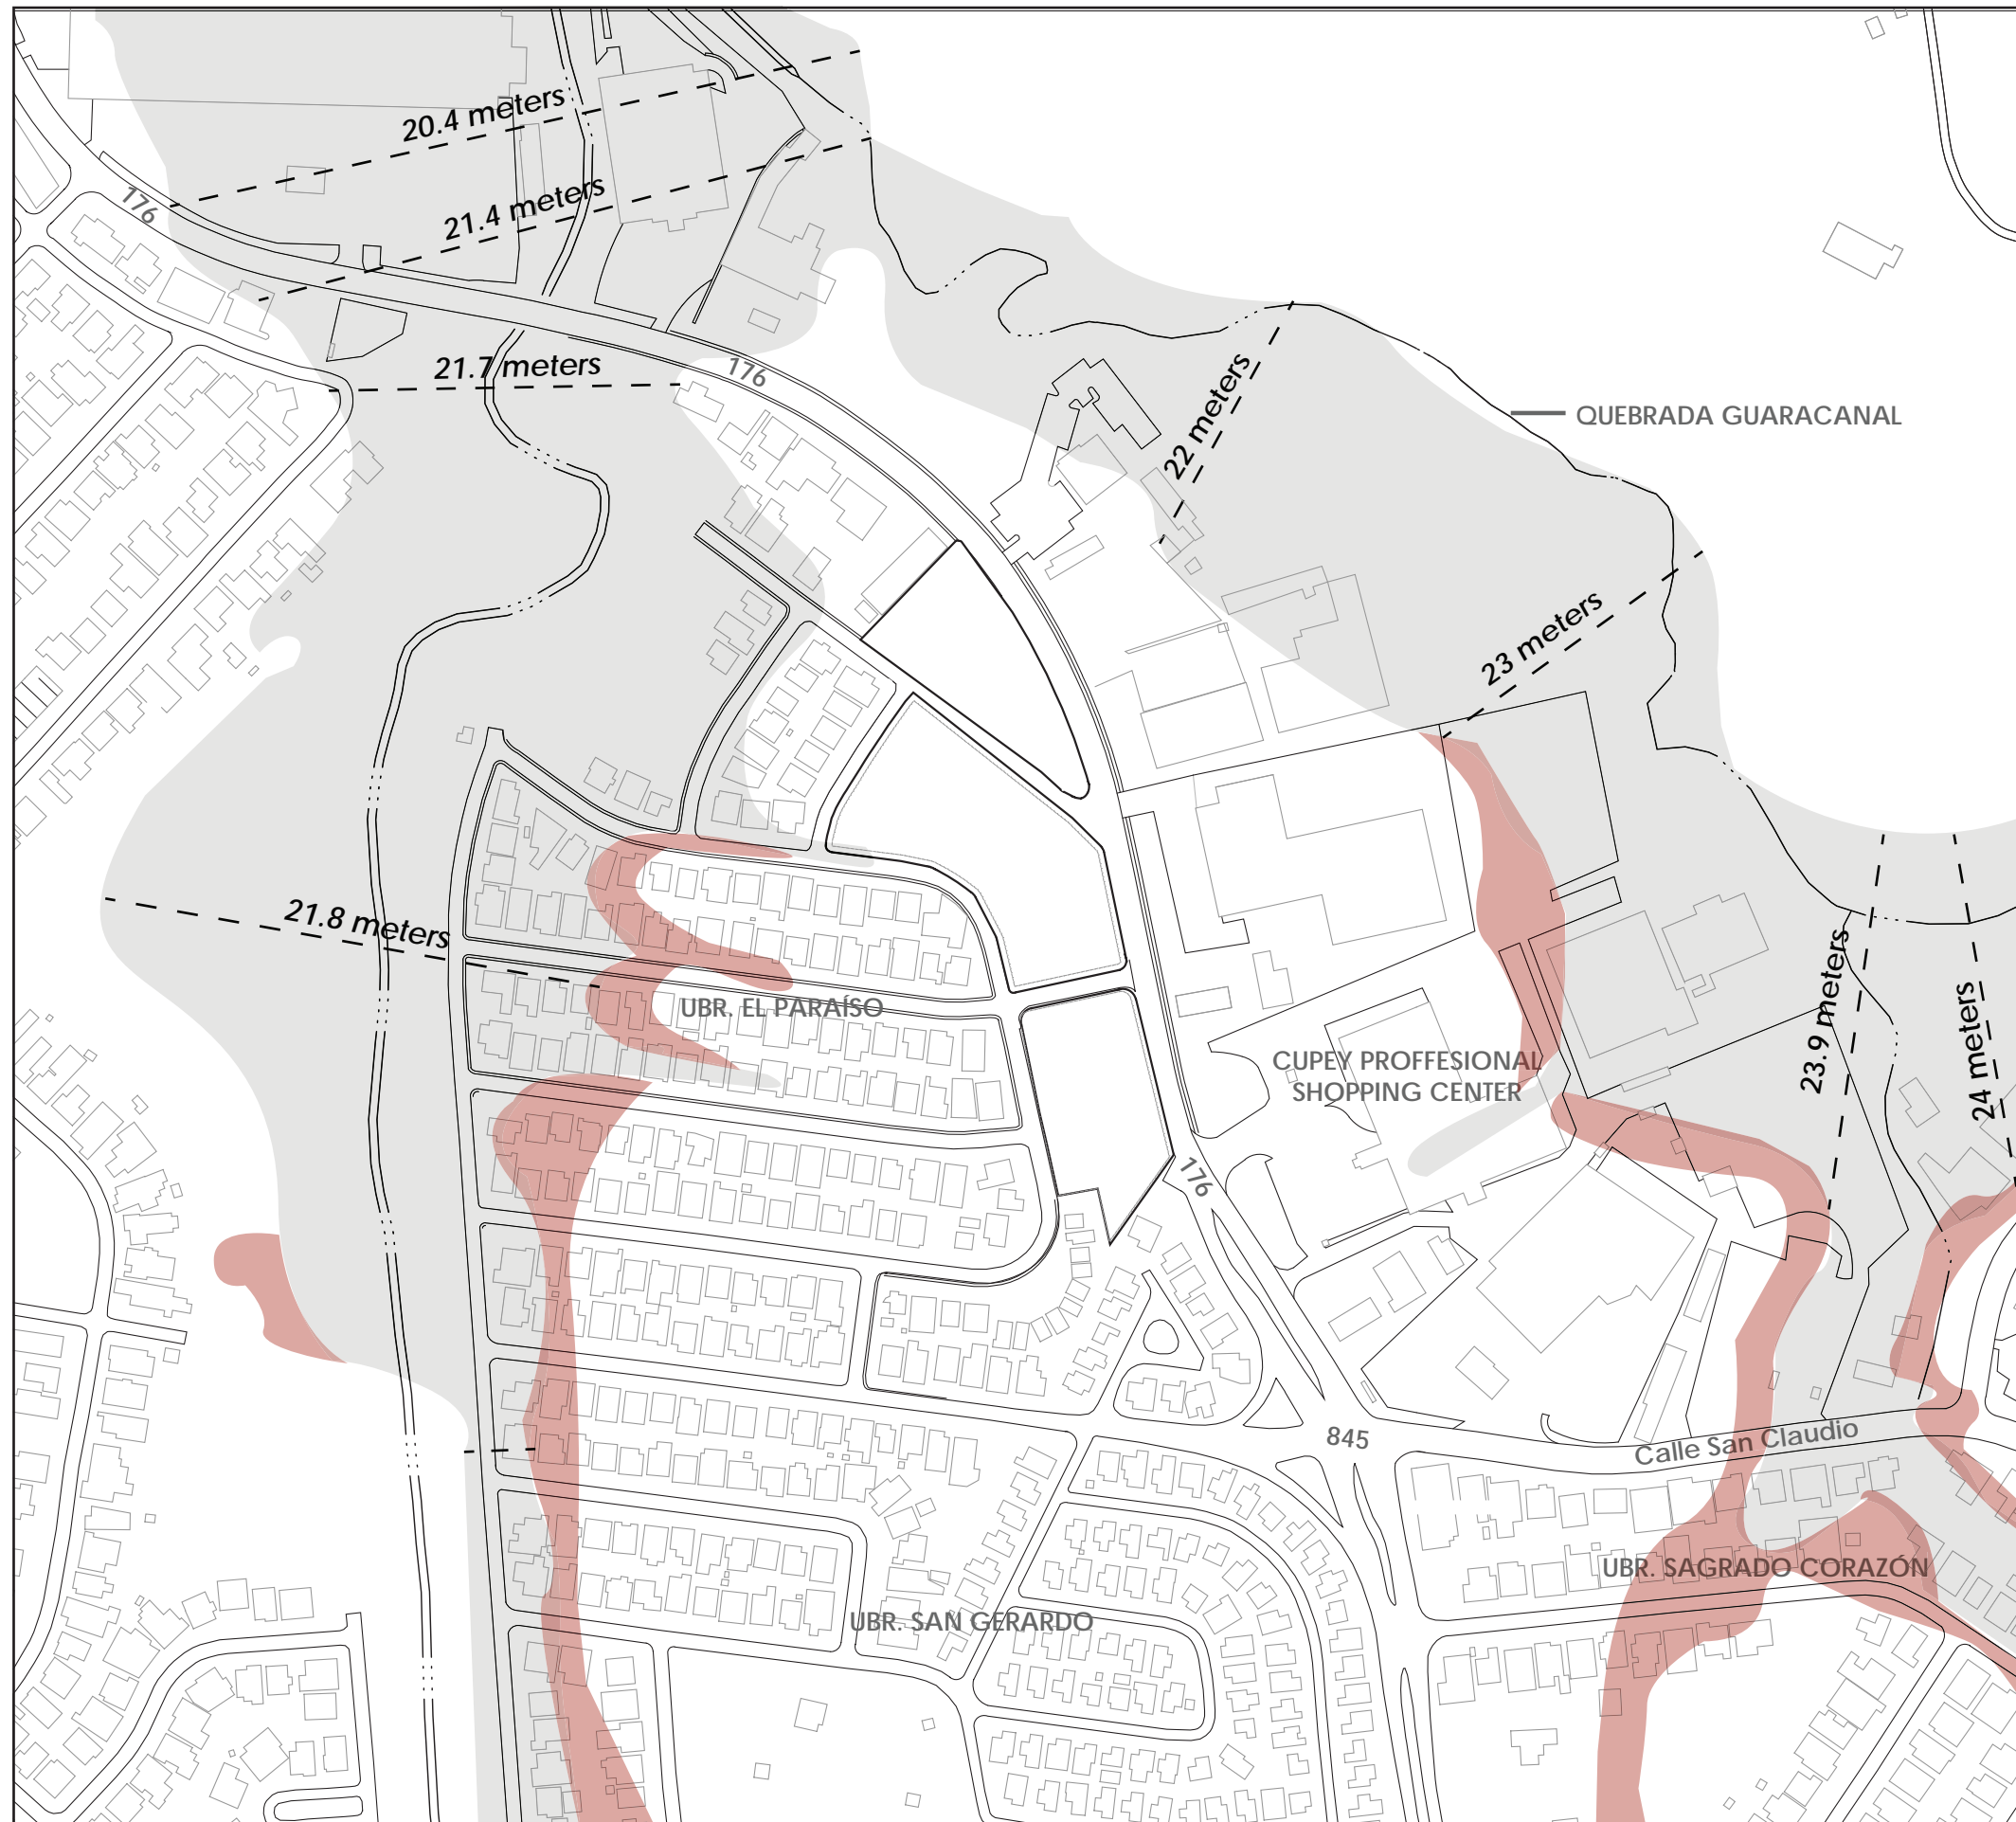 20.4 meters
176
21.4 meters
21.7 meters
176
22 meters
QUEBRADA GUARACANAL
23 meters
21.8 meters
UBR. EL PARAÍSO
23.9 meters
24 meters
CUPEY PROFFESIONAL
SHOPPING CENTER
176
845
Calle San Claudio
UBR. SAGRADO CORAZÓN
UBR. SAN GERARDO